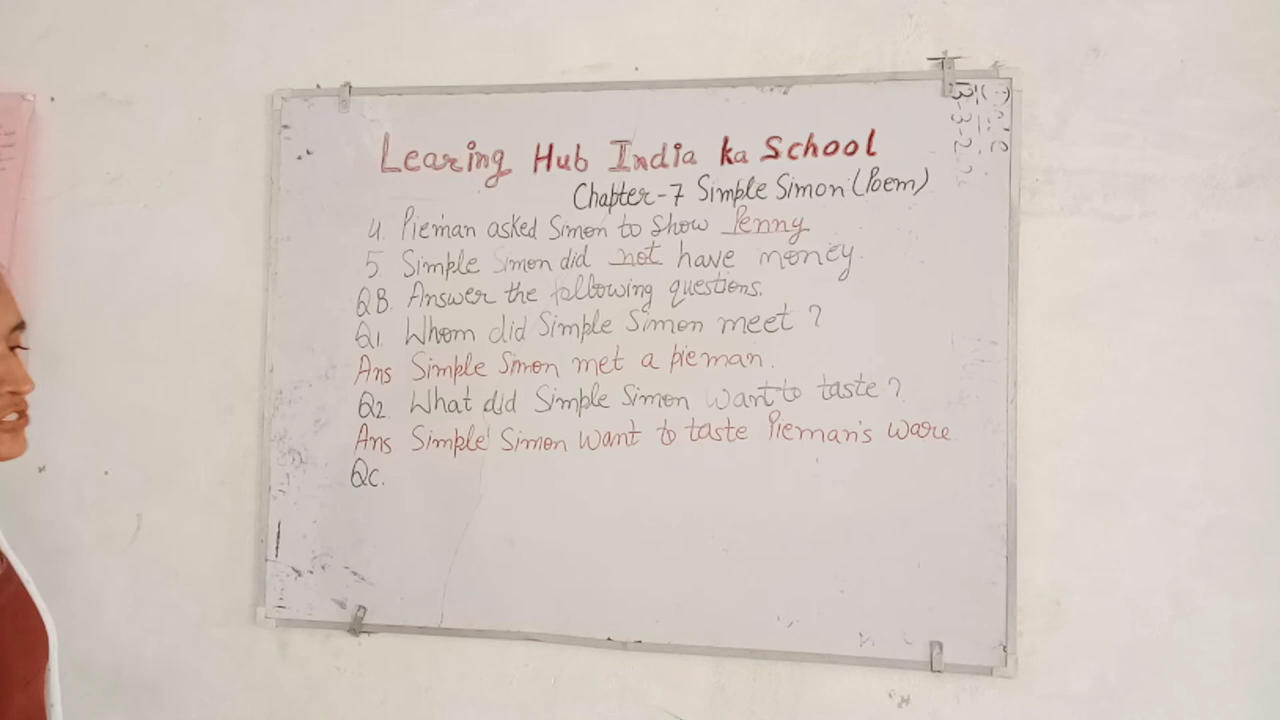 Learing Hub India ka School
Chapter-7 Simple Simon (Poem)
4. Pieman asked Simon to show Penny
5. Simple Simon did not have money.
QB. Answer the following questions.
Q1. Whom did Simple Simon meet ?
Ans Simple Simon met a pieman.
Q2. What did Simple Simon want to taste ?
Ans Simple Simon want to taste Pieman's ware
QC.